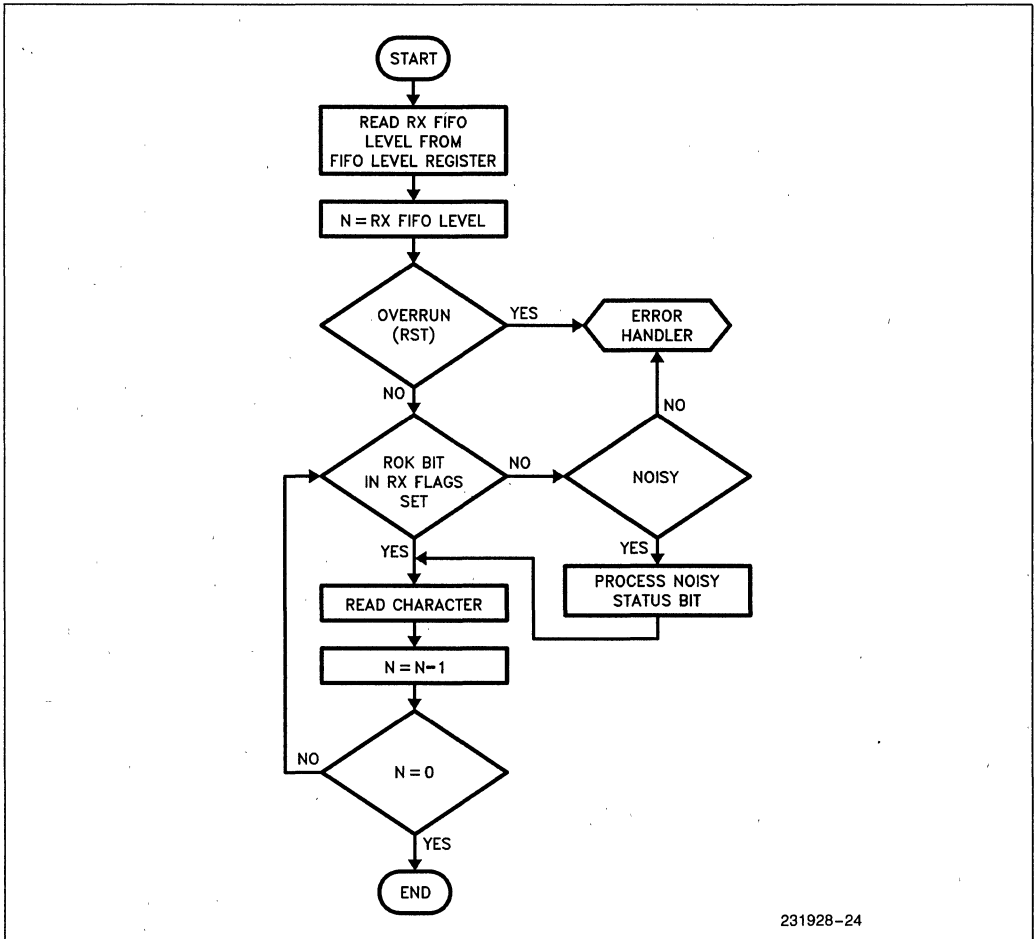 START
READ RX FIFO
LEVEL FROM
FIFO LEVEL REGISTER
N=RX FIFO LEVEL
OVERRUN
(RST)
YES
ERROR
HANDLER
NO
NO
ROK BIT
IN RX FLAGS
SET
NO
NOISY
YES
YES
PROCESS NOISY
STATUS BIT
READ CHARACTER
N=N-1
NO
N=0
YES
END
231928-24